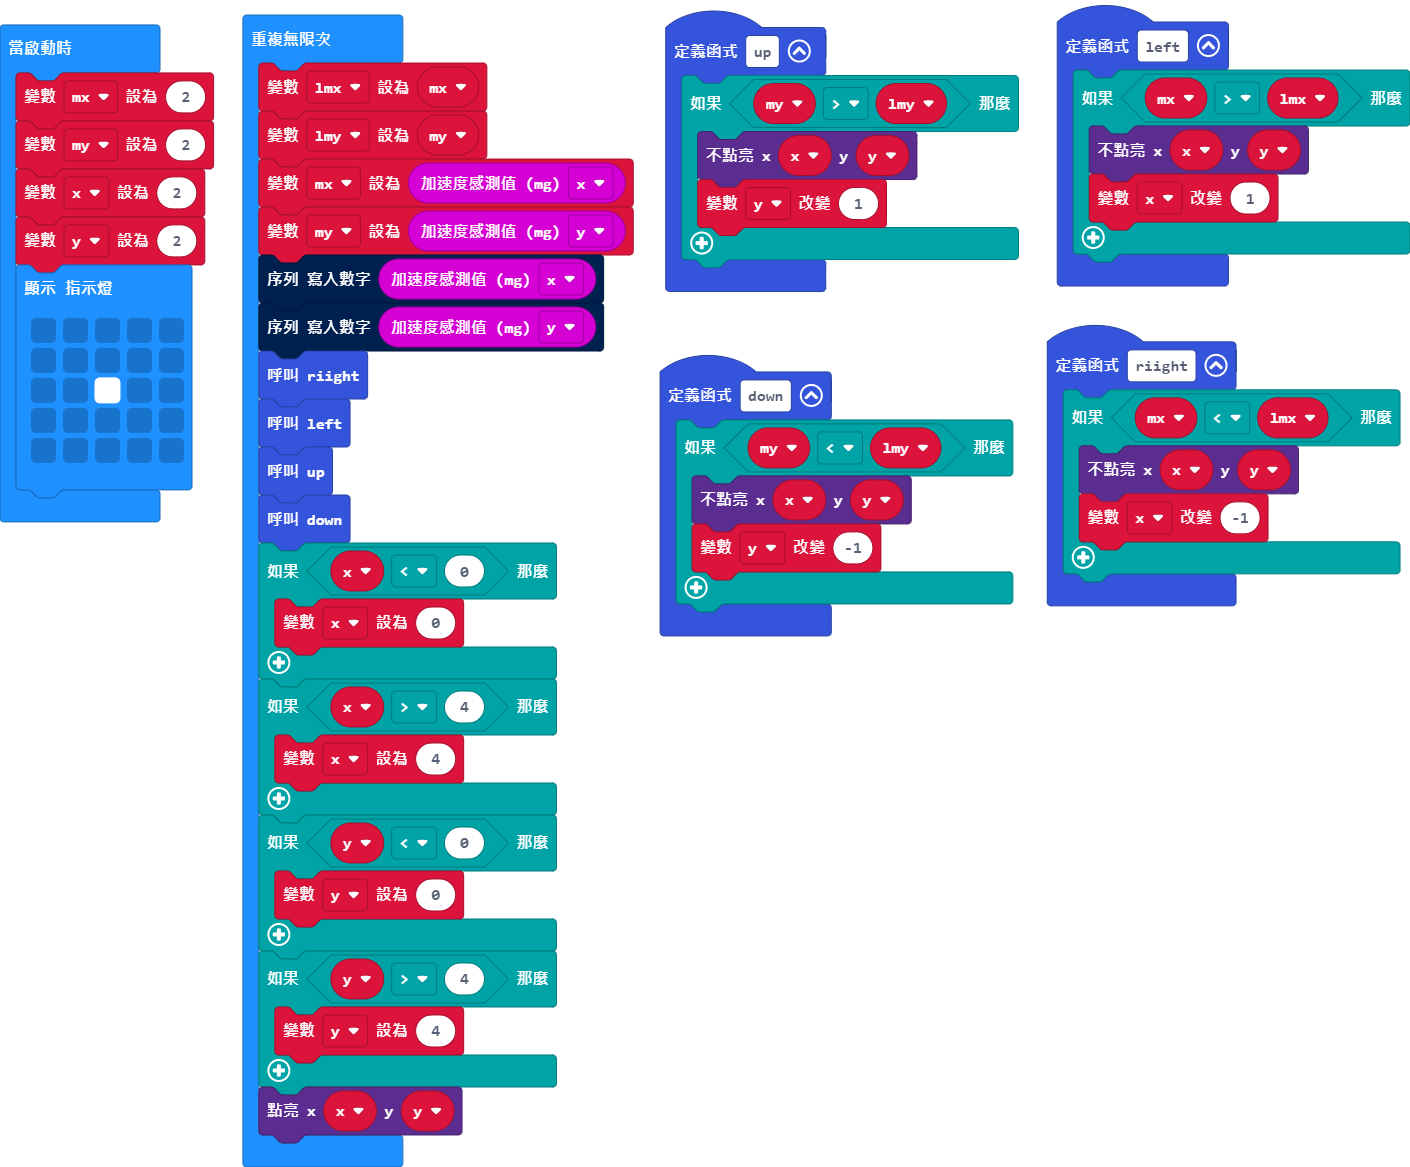 當啟動時
變數 mx 設為 2
變數 my 設為 2
變數 x 設為 2
變數 y 設為 2
顯示 指示燈
重複無限次
變數 lmx 設為 mx
變數 lmy 設為 my
變數 mx 設為 加速度感測值 (mg) x
變數 my 設為 加速度感測值 (mg) y
序列 寫入數字 加速度感測值 (mg) x
序列 寫入數字 加速度感測值 (mg) y
呼叫 riight
呼叫 left
呼叫 up
呼叫 down
如果 x < 0 那麼
變數 x 設為 0
如果 x > 4 那麼
變數 x 設為 4
如果 y < 0 那麼
變數 y 設為 0
如果 y > 4 那麼
變數 y 設為 4
點亮 x x y y
定義函式 up
如果 my > lmy 那麼
不點亮 x x y y
變數 y 改變 1
定義函式 left
如果 mx > lmx 那麼
不點亮 x x y y
變數 x 改變 1
定義函式 down
如果 my < lmy 那麼
不點亮 x x y y
變數 y 改變 -1
定義函式 riight
如果 mx < lmx 那麼
不點亮 x x y y
變數 x 改變 -1